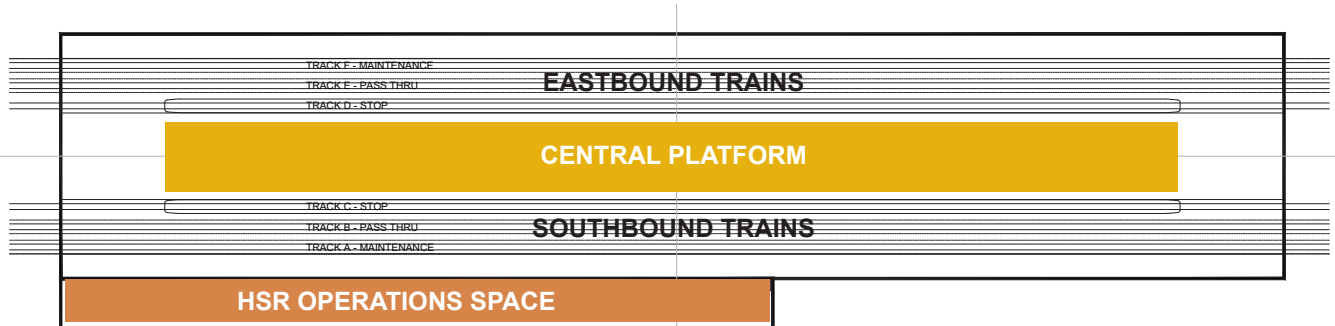 TRACK F - MAINTENANCE
TRACK E - PASS THRU
EASTBOUND TRAINS
TRACK D - STOP
CENTRAL PLATFORM
TRACK C - STOP
TRACK B - PASS THRU
SOUTHBOUND TRAINS
TRACK A - MAINTENANCE
HSR OPERATIONS SPACE